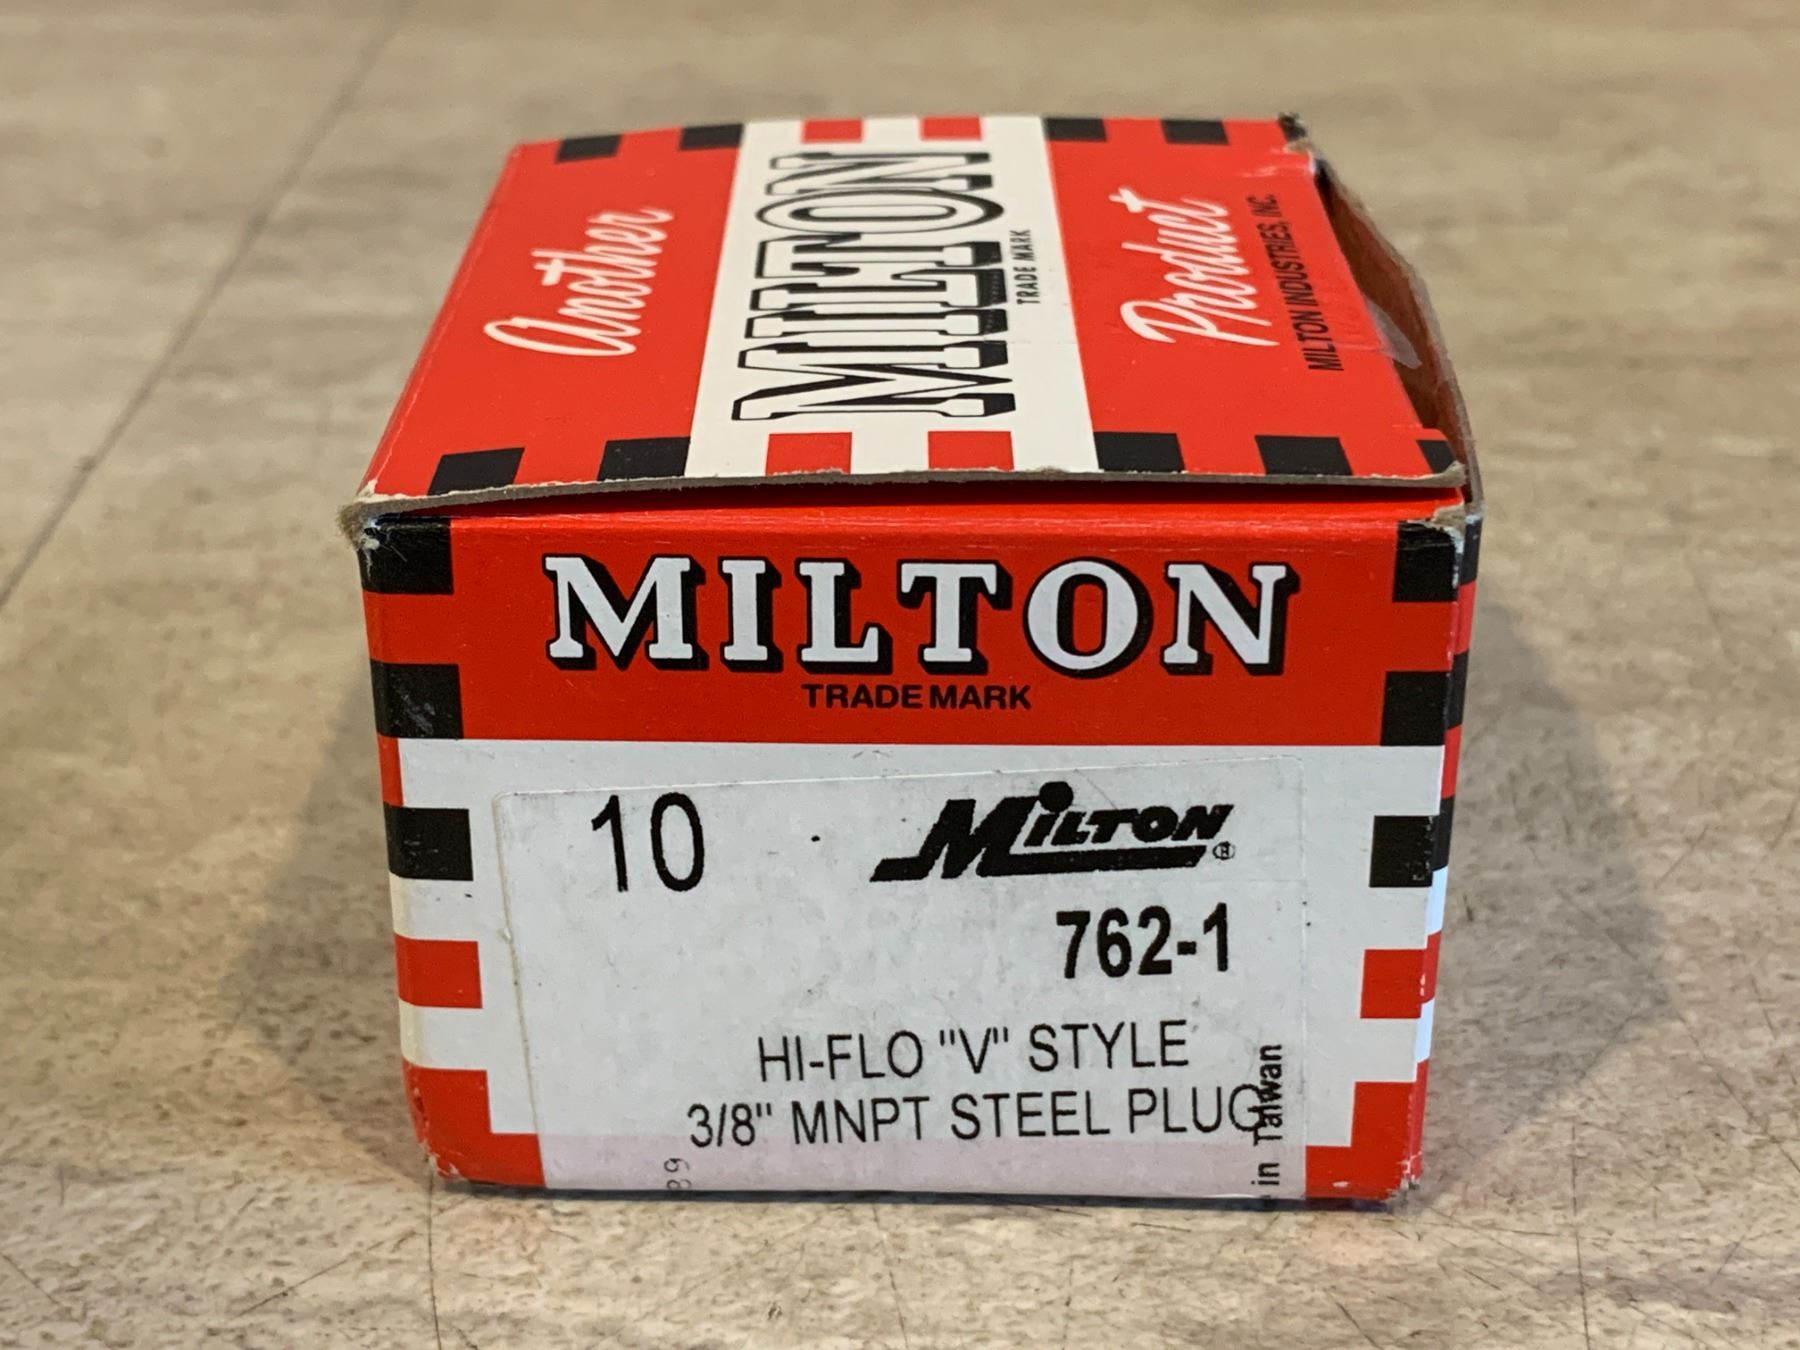 Another
MILTON
TRADE MARK
Product
MILTON INDUSTRIES, INC.
MILTON
TRADE MARK
10
MILTON®
762-1
HI-FLO "V" STYLE
3/8" MNPT STEEL PLUG
in Taiwan